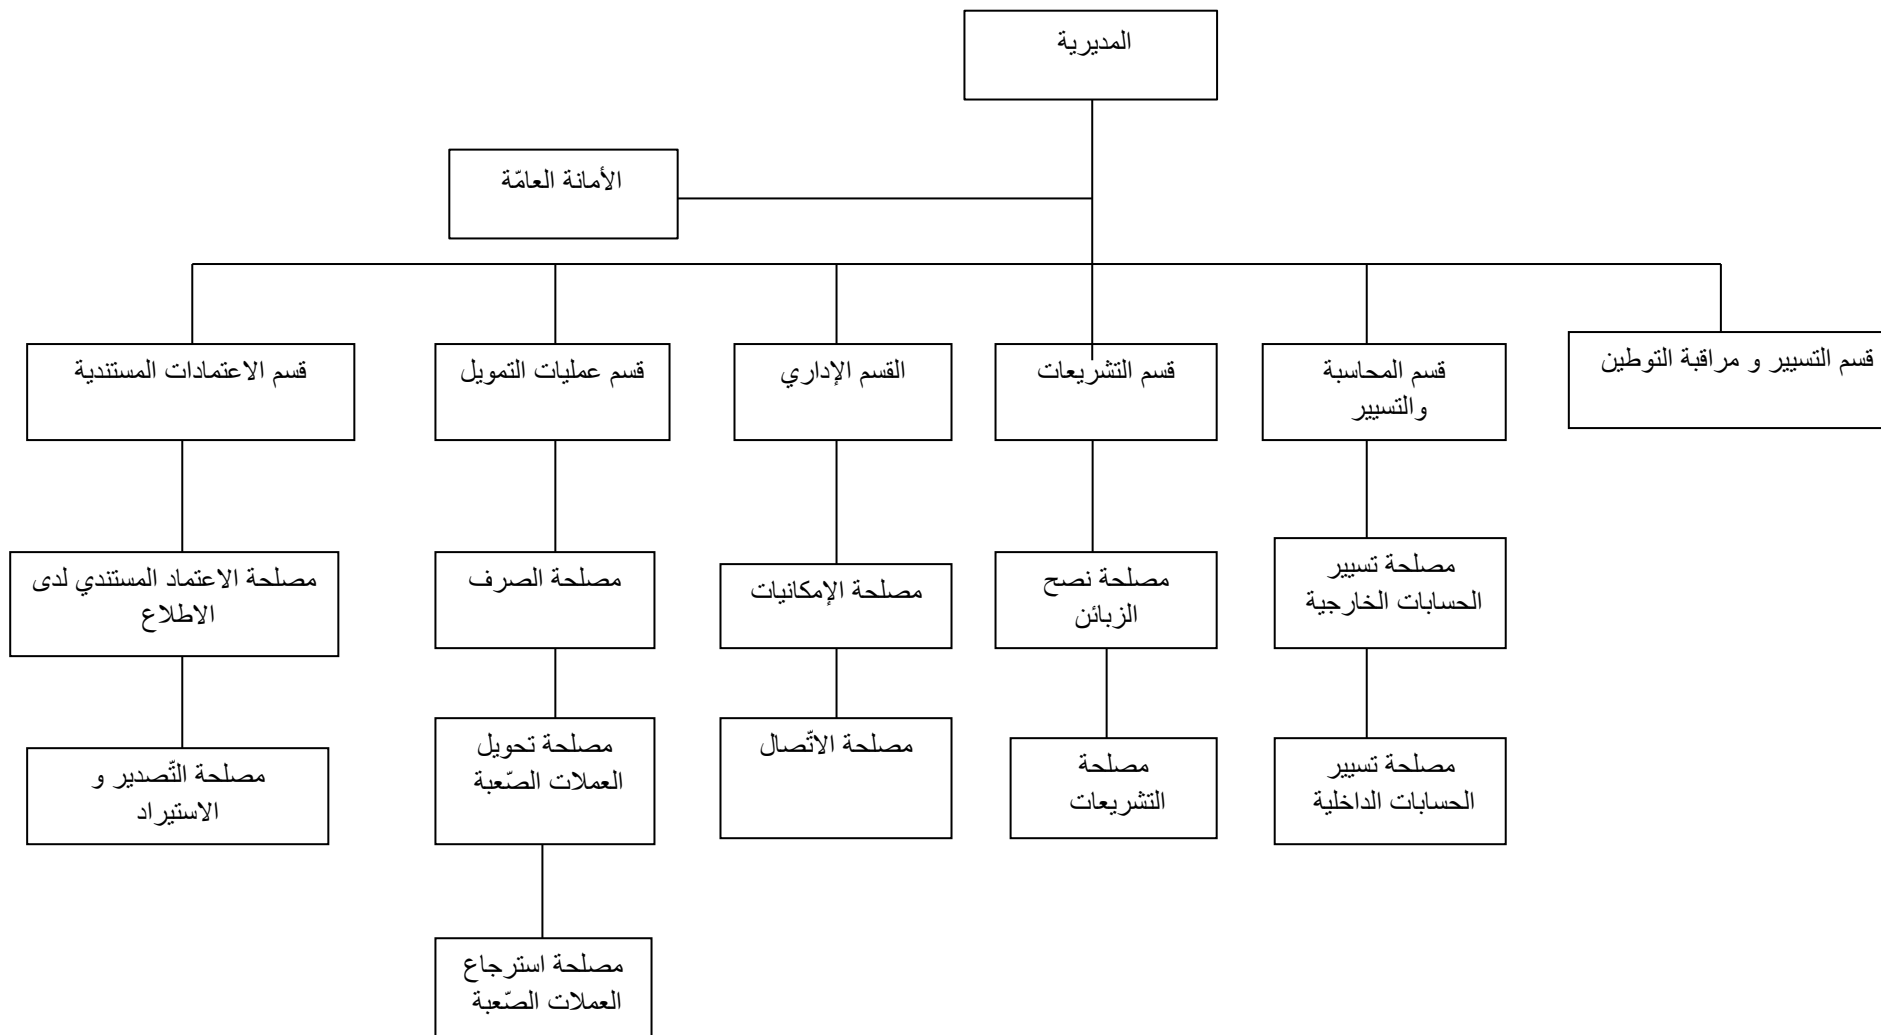 المديرية
الأمانة العامّة
قسم التسيير و مراقبة التوطين
قسم المحاسبة
والتسيير
قسم التشريعات
القسم الإداري
قسم عمليات التمويل
قسم الاعتمادات المستندية
مصلحة تسيير
الحسابات الخارجية
مصلحة نصح
الزبائن
مصلحة الإمكانيات
مصلحة الصرف
مصلحة الاعتماد المستندي لدى
الاطلاع
مصلحة تسيير
الحسابات الداخلية
مصلحة
التشريعات
مصلحة الاتّصال
مصلحة تحويل
العملات الصّعبة
مصلحة التّصدير و
الاستيراد
مصلحة استرجاع
العملات الصّعبة